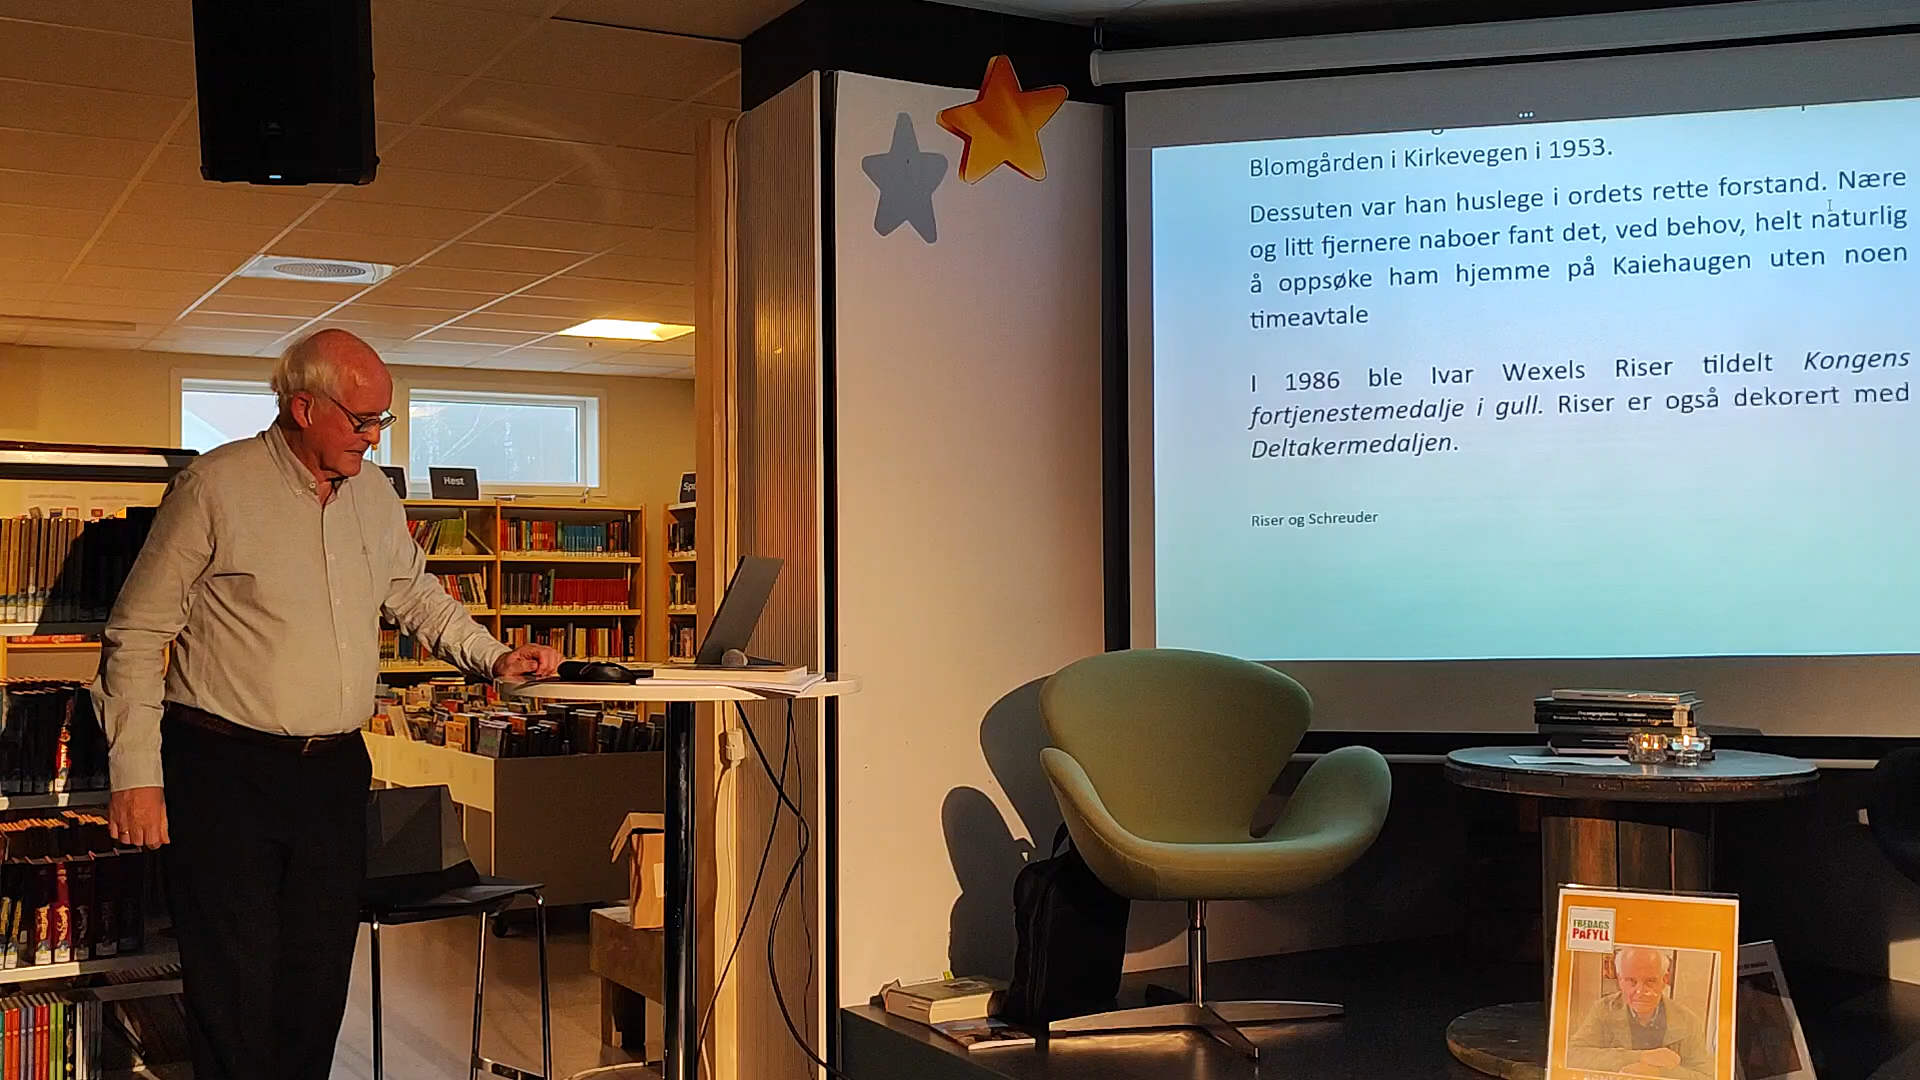 Blomgården i Kirkevegen i 1953.
Dessuten var han huslege i ordets rette forstand. Nære
og litt fjernere naboer fant det, ved behov, helt naturlig
å oppsøke ham hjemme på Kaiehaugen uten noen
timeavtale
I 1986 ble Ivar Wexels Riser tildelt Kongens
fortjenestemedalje i gull. Riser er også dekorert med
Deltakermedaljen.
Riser og Schreuder
Hest
FREDAGS
PåFYLL